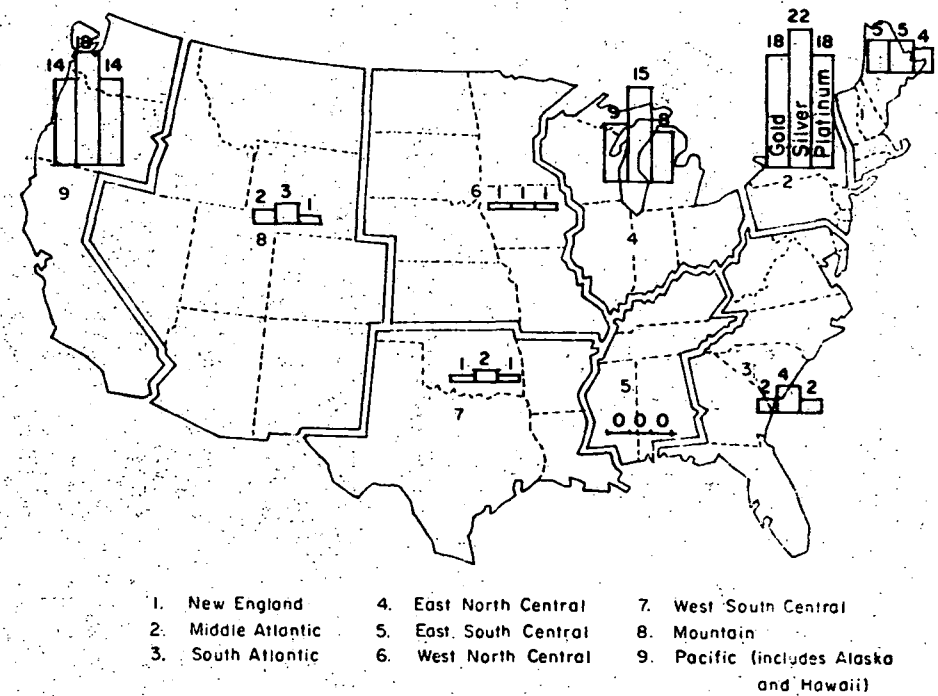 22
18 18
Gold
Silver
Platinum
2
5 5 4
14 18 14
9
15
9 8
4
2 3 1
8
6 1 1 1
1 2 1
7
5
0 0 0
3
2 4 2
1. New England
2. Middle Atlantic
3. South Atlantic
4. East North Central
5. East South Central
6. West North Central
7. West South Central
8. Mountain
9. Pacific (includes Alaska
and Hawaii)